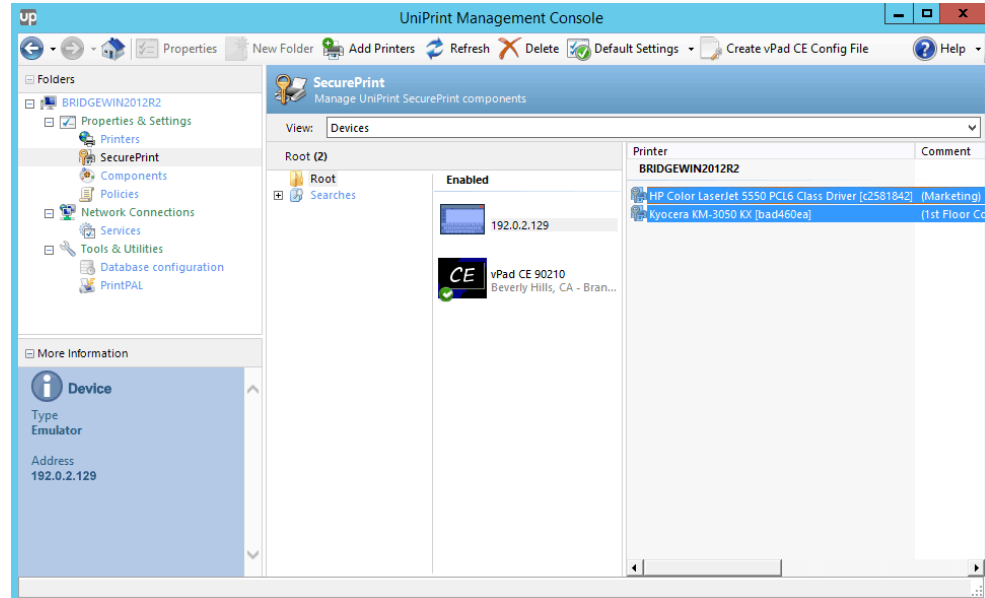 up
UniPrint Management Console
Properties
New Folder
Add Printers
Refresh
Delete
Default Settings
Create vPad CE Config File
Help
Folders
BRIDGEWIN2012R2
Properties & Settings
Printers
SecurePrint
Components
Policies
Network Connections
Services
Tools & Utilities
Database configuration
PrintPAL
More Information
Device
Type
Emulator
Address
192.0.2.129
SecurePrint
Manage UniPrint SecurePrint components
View: Devices
Root (2)
Root
Searches
Enabled
192.0.2.129
CE
vPad CE 90210
Beverly Hills, CA - Bran...
Printer Comment
BRIDGEWIN2012R2
HP Color LaserJet 5550 PCL6 Class Driver [c2581842] (Marketing)
Kyocera KM-3050 KX [bad460ea] (1st Floor Co